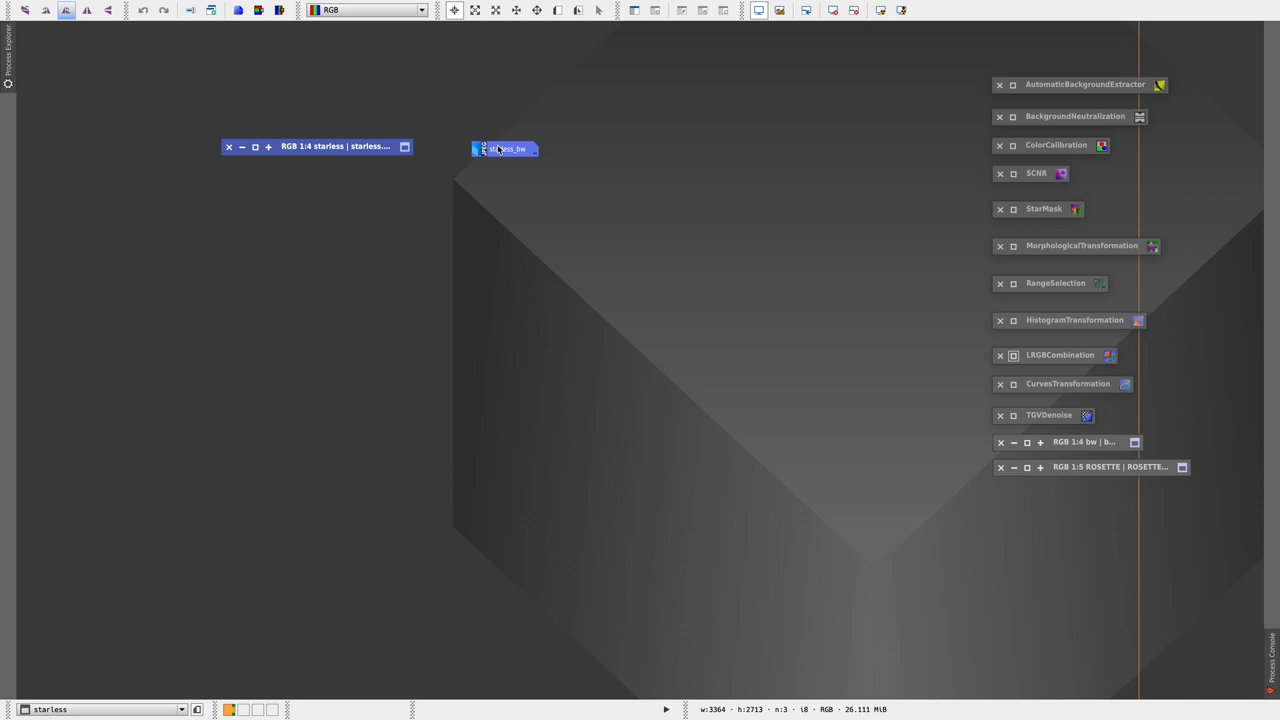 RGB
Process Explorer
AutomaticBackgroundExtractor
BackgroundNeutralization
RGB 1:4 starless | starless....
starless_bw
ColorCalibration
SCNR
StarMask
MorphologicalTransformation
RangeSelection
HistogramTransformation
LRGBCombination
CurvesTransformation
TGVDenoise
RGB 1:4 bw | b...
RGB 1:5 ROSETTE | ROSETTE...
Process Console
starless
w:3364 · h:2713 · n:3 · i8 · RGB · 26.111 MiB